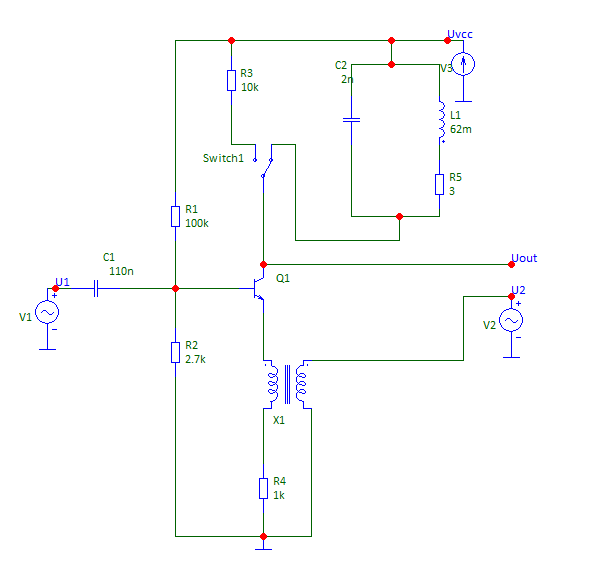 Uvcc
R3
10k
C2
2n
V3
L1
62m
Switch1
R5
3
R1
100k
C1
110n
U1
+
V1
−
Q1
Uout
U2
+
V2
−
R2
2.7k
X1
R4
1k